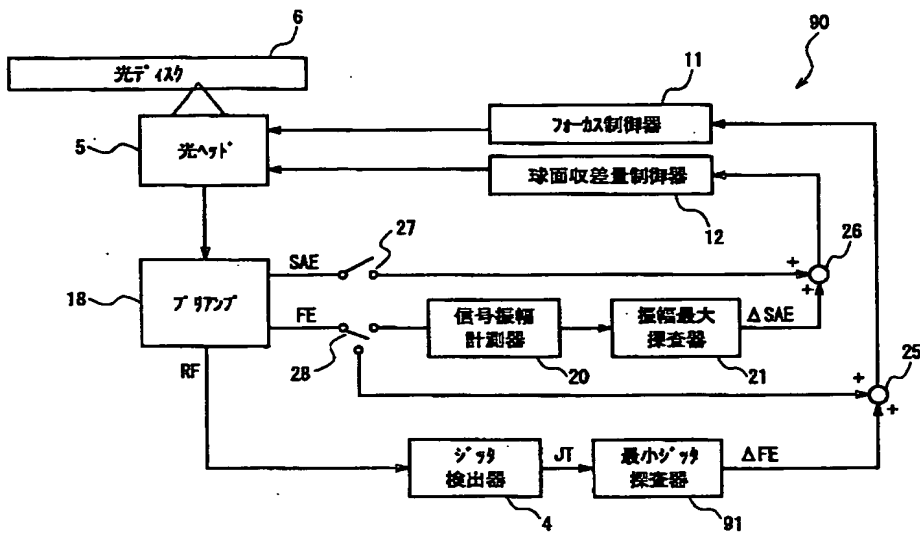 6
90
光ディスク
11
フォーカス制御器
5
光ヘッド
球面収差量制御器
12
27
26
SAE
+
+
18
プリアンプ
FE
信号振幅
計測器
振幅最大
探査器
ΔSAE
28
20
21
25
RF
+
+
ジッタ
検出器
JT
最小ジッタ
探査器
ΔFE
4
91